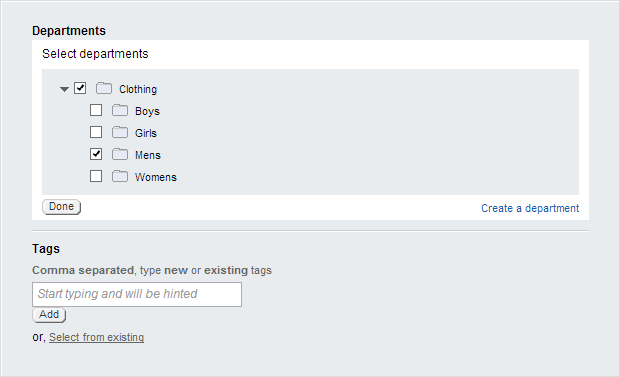 Departments
Select departments
Clothing
Boys
Girls
Mens
Womens
Done
Create a department
Tags
Comma separated, type new or existing tags
Start typing and will be hinted
Add
or, Select from existing